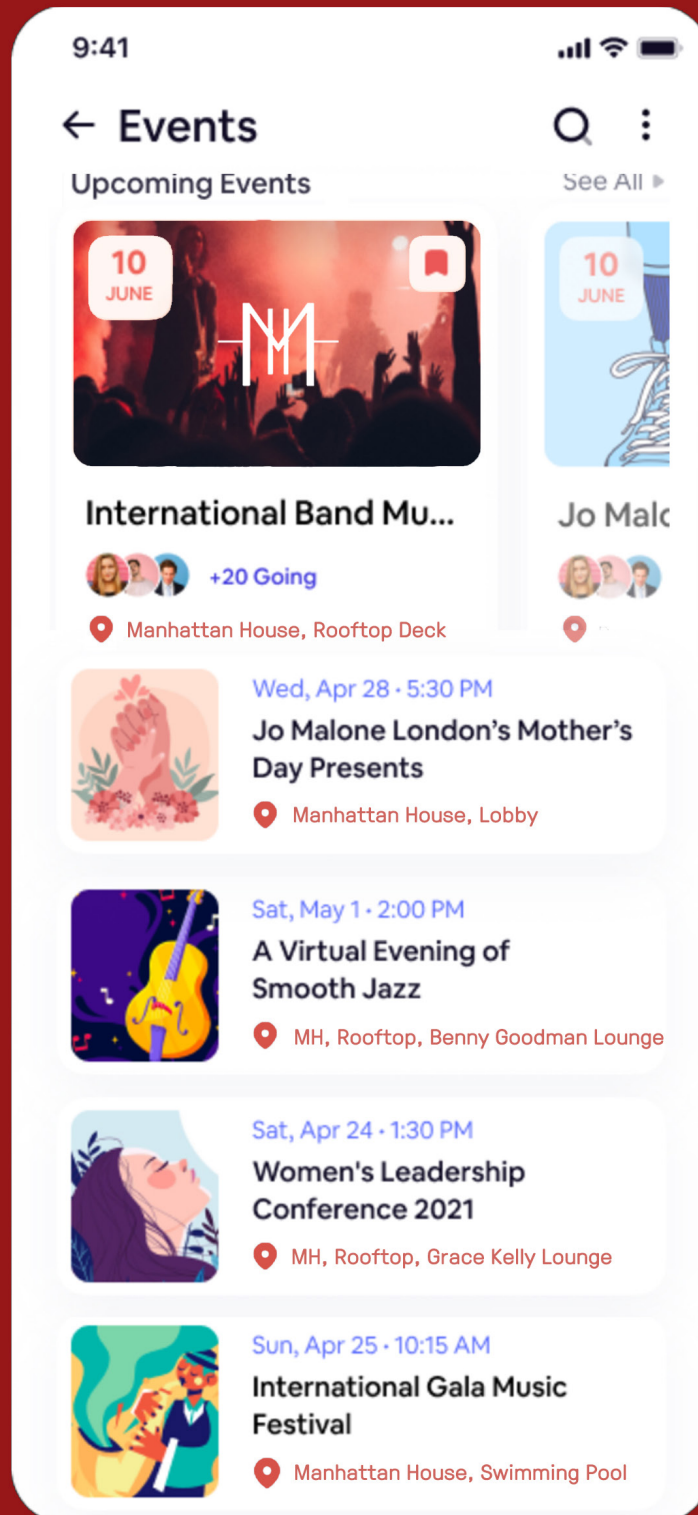 9:41
Events
Upcoming Events
See All
10
JUNE
10
JUNE
International Band Mu...
Jo Malo
+20 Going
Manhattan House, Rooftop Deck
Wed, Apr 28 · 5:30 PM
Jo Malone London’s Mother’s
Day Presents
Manhattan House, Lobby
Sat, May 1 · 2:00 PM
A Virtual Evening of
Smooth Jazz
MH, Rooftop, Benny Goodman Lounge
Sat, Apr 24 · 1:30 PM
Women's Leadership
Conference 2021
MH, Rooftop, Grace Kelly Lounge
Sun, Apr 25 · 10:15 AM
International Gala Music
Festival
Manhattan House, Swimming Pool